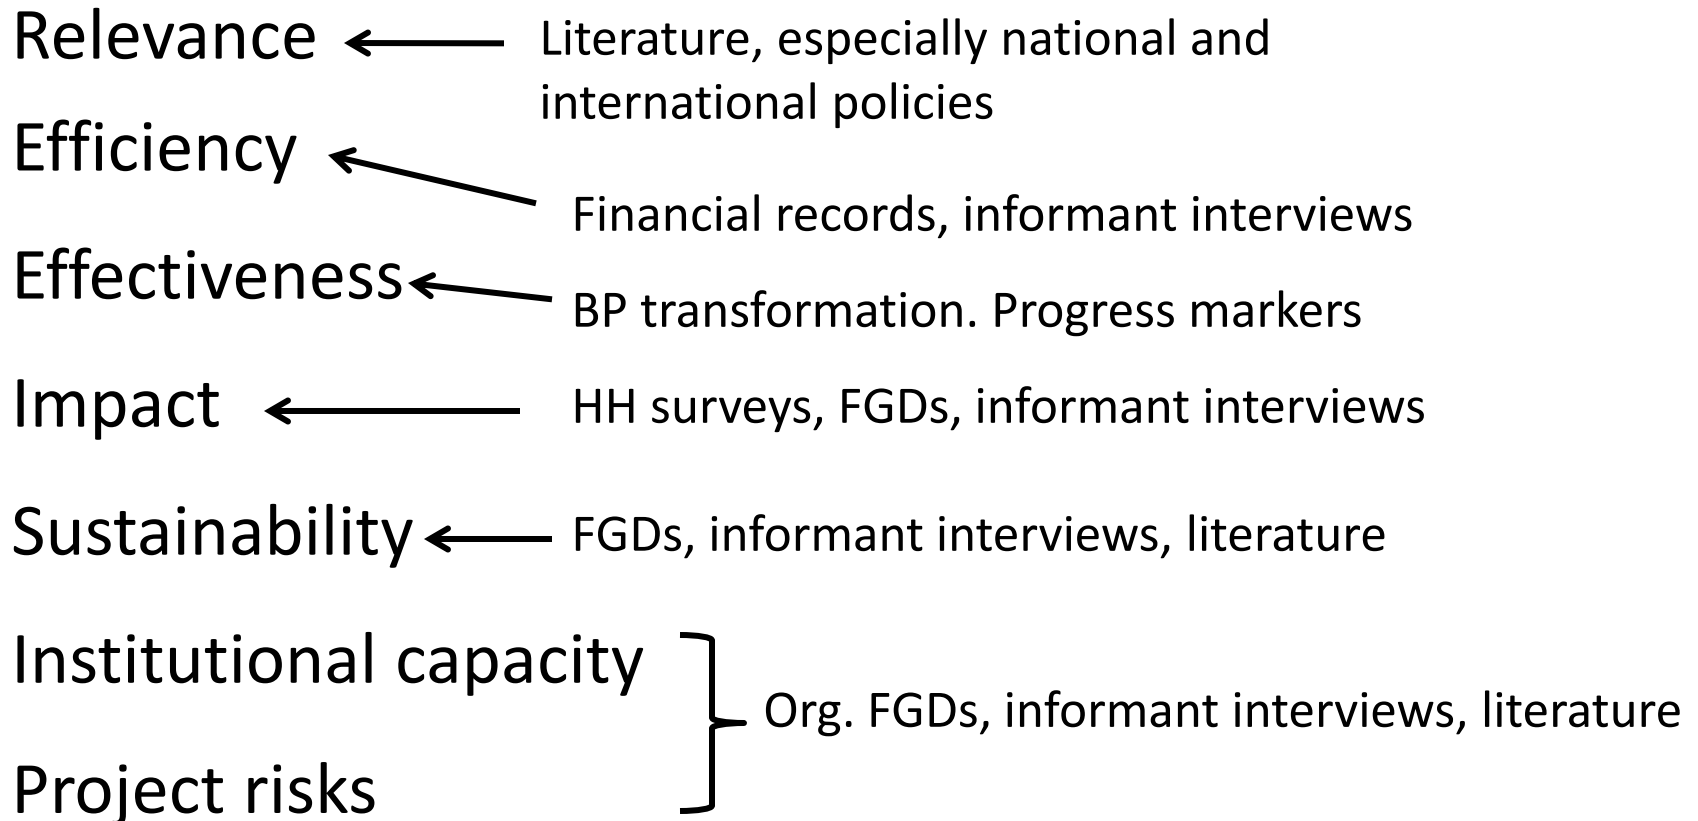 Relevance
Literature, especially national and
international policies
Efficiency
Financial records, informant interviews
Effectiveness
BP transformation. Progress markers
Impact
HH surveys, FGDs, informant interviews
Sustainability
FGDs, informant interviews, literature
Institutional capacity
Org. FGDs, informant interviews, literature
Project risks